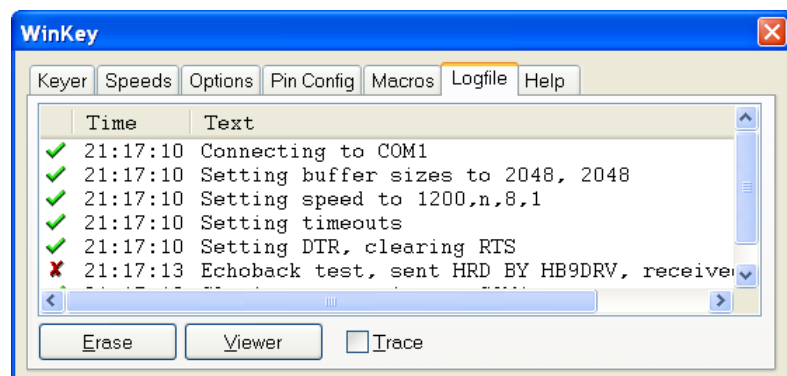 WinKey
Keyer Speeds Options Pin Config Macros Logfile Help
Time Text
21:17:10 Connecting to COM1
21:17:10 Setting buffer sizes to 2048, 2048
21:17:10 Setting speed to 1200,n,8,1
21:17:10 Setting timeouts
21:17:10 Setting DTR, clearing RTS
21:17:13 Echoback test, sent HRD BY HB9DRV,
Erase Viewer Trace